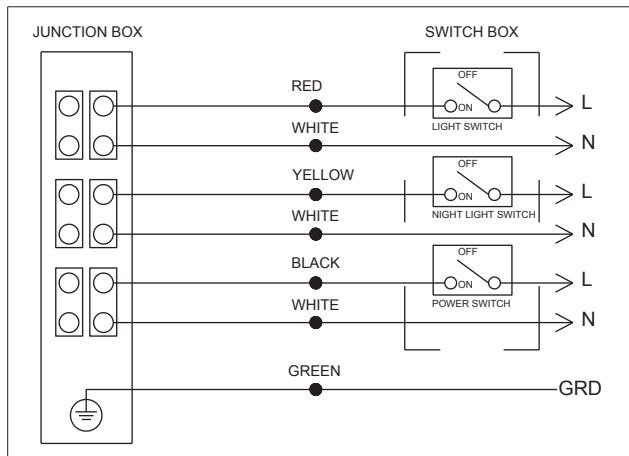 JUNCTION BOX
SWITCH BOX
RED
OFF
ON
L
LIGHT SWITCH
WHITE
N
YELLOW
OFF
ON
L
NIGHT LIGHT SWITCH
WHITE
N
BLACK
OFF
ON
L
POWER SWITCH
WHITE
N
GREEN
GRD